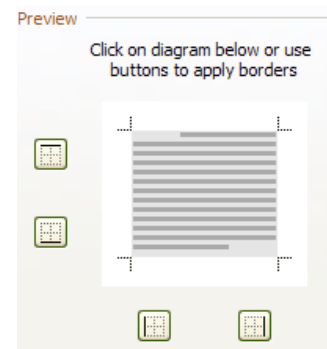 Preview
Click on diagram below or use
buttons to apply borders